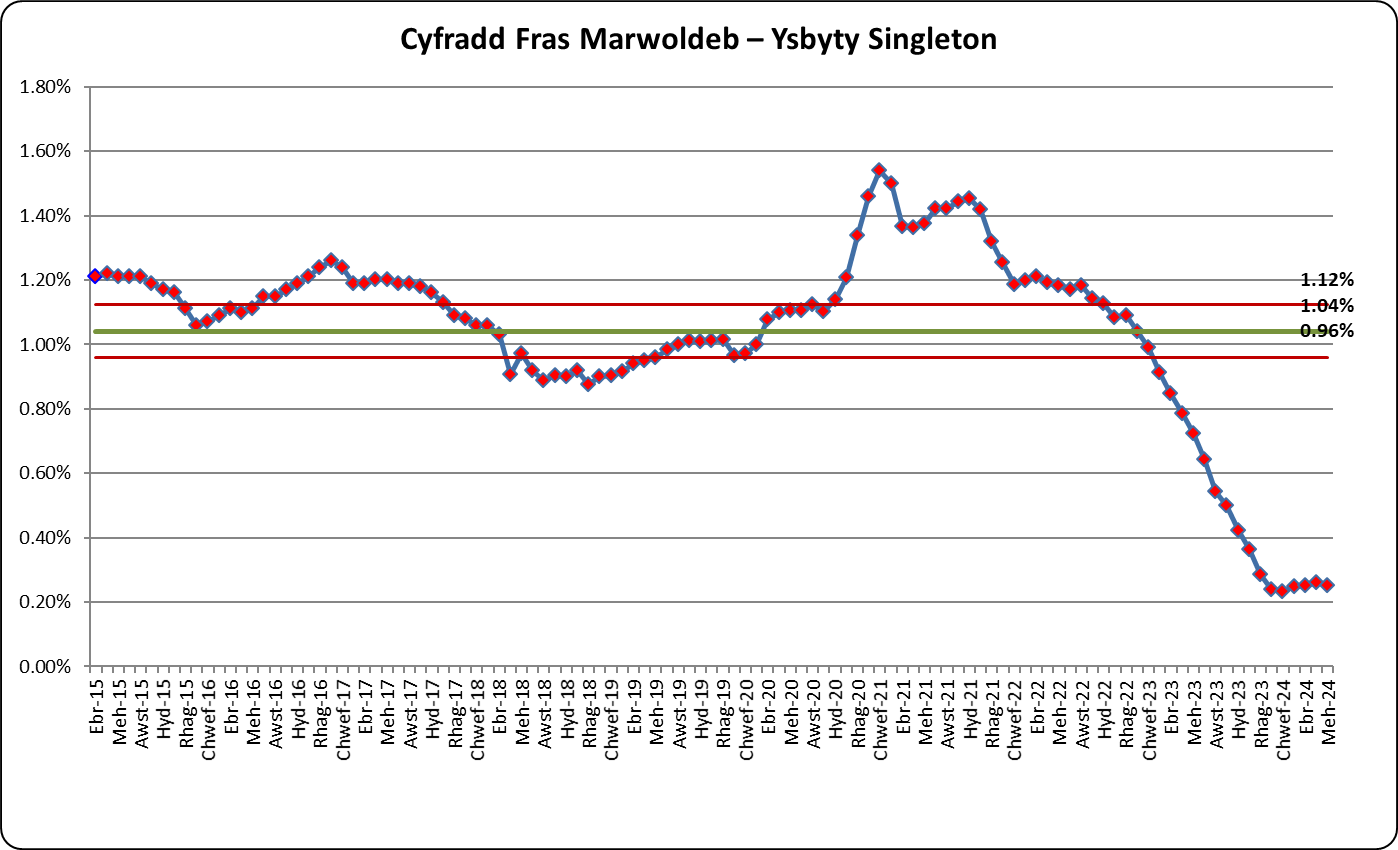 Cyfradd Fras Marwoldeb – Ysbyty Singleton
1.80%
1.60%
1.40%
1.20%
1.00%
0.80%
0.60%
0.40%
0.20%
0.00%
1.12%
1.04%
0.96%
Ebr-15
Meh-15
Awst-15
Hyd-15
Rhag-15
Chwef-16
Ebr-16
Meh-16
Awst-16
Hyd-16
Rhag-16
Chwef-17
Ebr-17
Meh-17
Awst-17
Hyd-17
Rhag-17
Chwef-18
Ebr-18
Meh-18
Awst-18
Hyd-18
Rhag-18
Chwef-19
Ebr-19
Meh-19
Awst-19
Hyd-19
Rhag-19
Chwef-20
Ebr-20
Meh-20
Awst-20
Hyd-20
Rhag-20
Chwef-21
Ebr-21
Meh-21
Awst-21
Hyd-21
Rhag-21
Chwef-22
Ebr-22
Meh-22
Awst-22
Hyd-22
Rhag-22
Chwef-23
Ebr-23
Meh-23
Awst-23
Hyd-23
Rhag-23
Chwef-24
Ebr-24
Meh-24